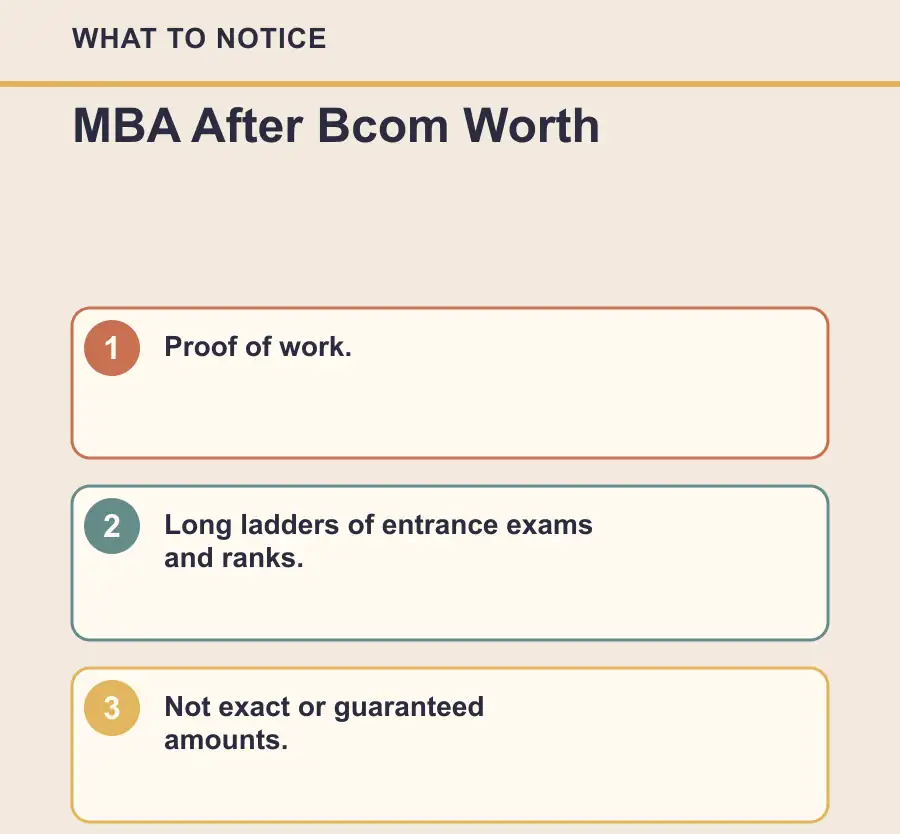 WHAT TO NOTICE
MBA After Bcom Worth
1
Proof of work.
2
Long ladders of entrance exams
and ranks.
3
Not exact or guaranteed
amounts.